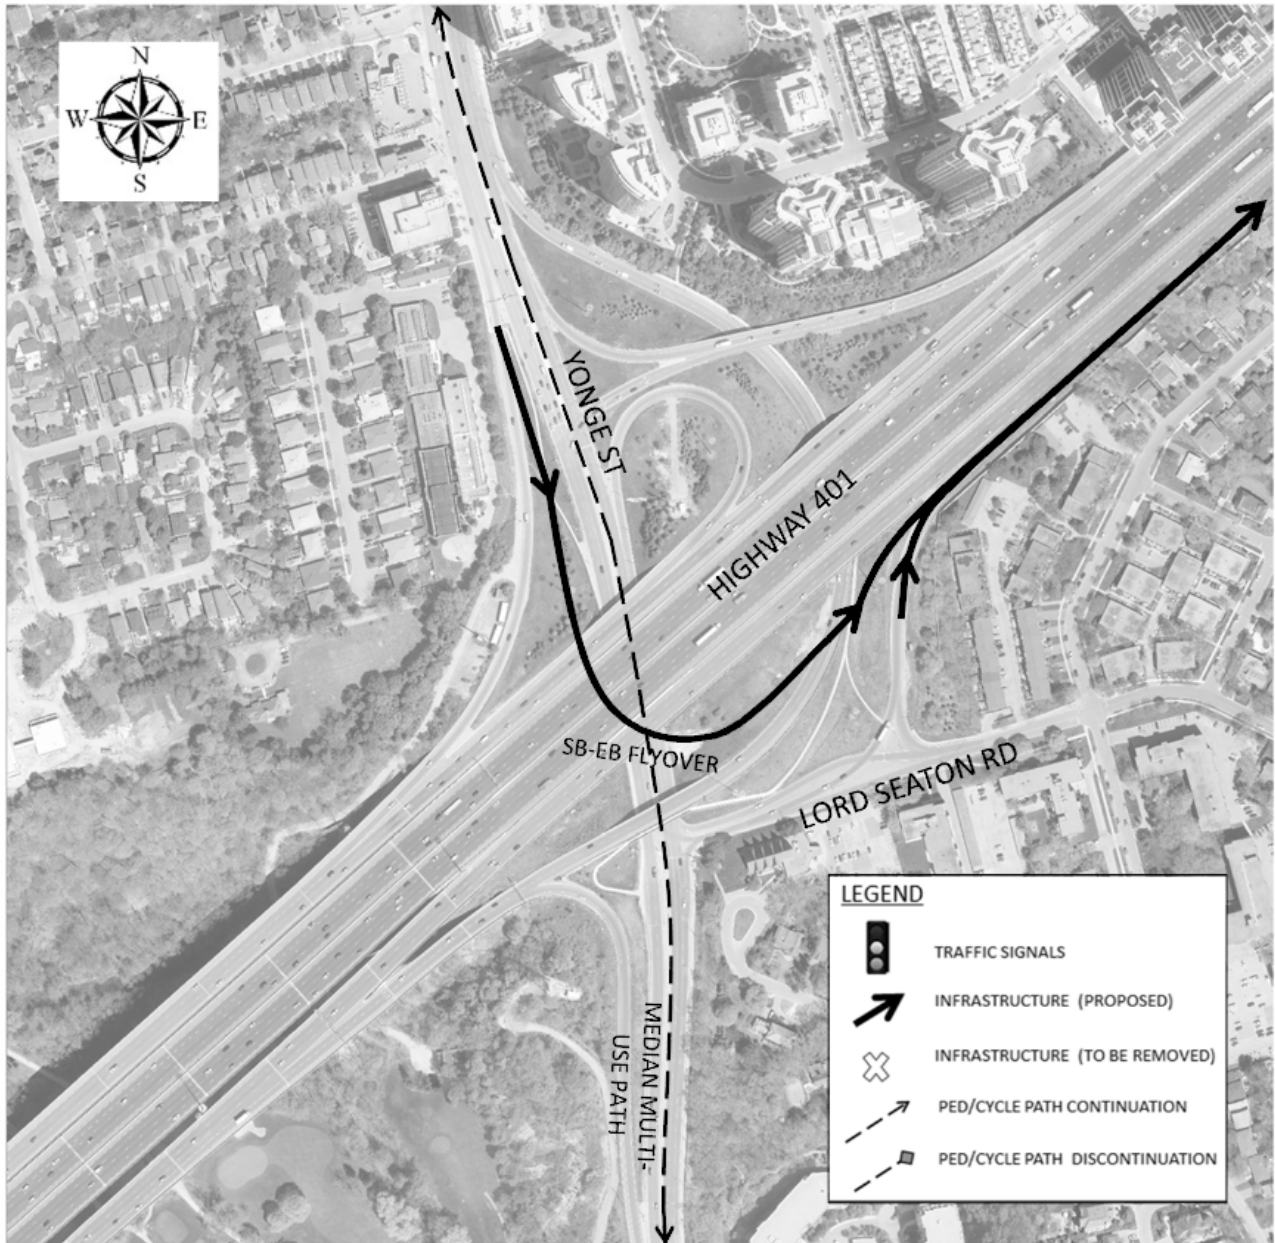 N
W E
S
YONGE ST
HIGHWAY 401
SB-EB FLYOVER
LORD SEATON RD
MEDIAN MULTI-
USE PATH
LEGEND
TRAFFIC SIGNALS
INFRASTRUCTURE (PROPOSED)
INFRASTRUCTURE (TO BE REMOVED)
PED/CYCLE PATH CONTINUATION
PED/CYCLE PATH DISCONTINUATION